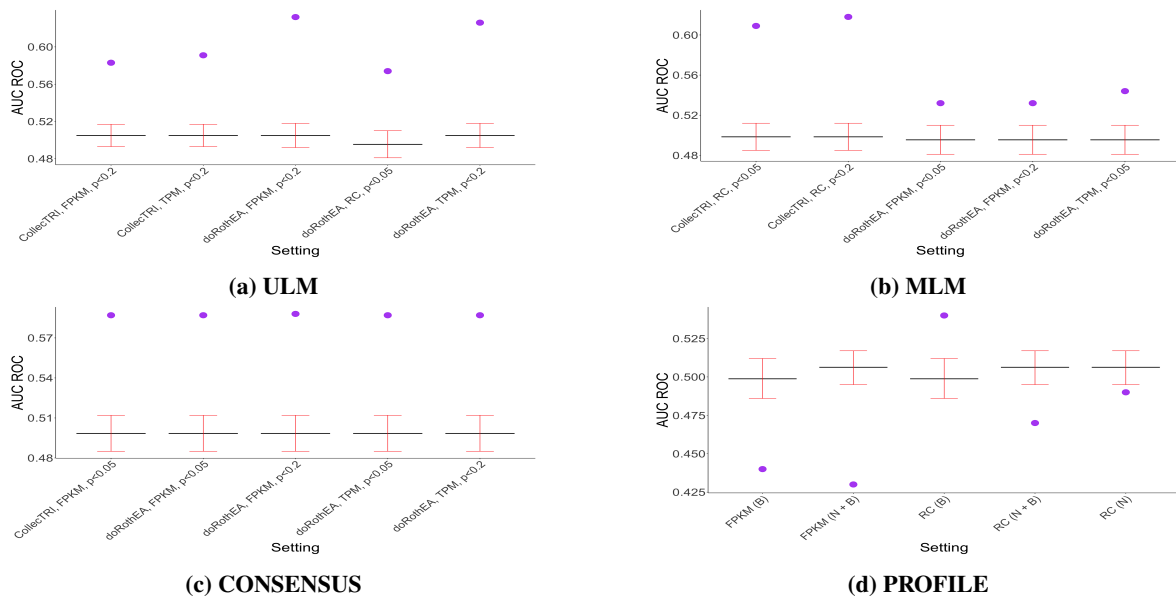 AUC ROC
0.60
0.56
0.52
0.48
CollecTRI, FPKM, p<0.2
CollecTRI, TPM, p<0.2
doRothEA, FPKM, p<0.2
doRothEA, RC, p<0.05
doRothEA, TPM, p<0.2
Setting
(a) ULM
AUC ROC
0.60
0.56
0.52
0.48
CollecTRI, RC, p<0.05
CollecTRI, RC, p<0.2
doRothEA, FPKM, p<0.05
doRothEA, FPKM, p<0.2
doRothEA, TPM, p<0.05
Setting
(b) MLM
AUC ROC
0.57
0.54
0.51
0.48
CollecTRI, FPKM, p<0.05
doRothEA, FPKM, p<0.05
doRothEA, FPKM, p<0.2
doRothEA, TPM, p<0.05
doRothEA, TPM, p<0.2
Setting
(c) CONSENSUS
AUC ROC
0.525
0.500
0.475
0.450
0.425
FPKM (B)
FPKM (N + B)
RC (B)
RC (N + B)
RC (N)
Setting
(d) PROFILE